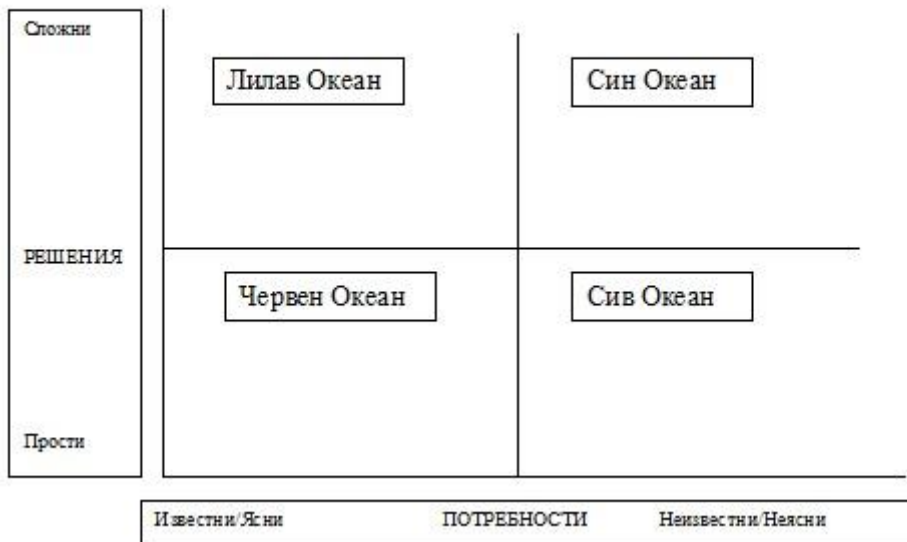 Сложни
Лилав Океан
Син Океан
РЕШЕНИЯ
Червен Океан
Сив Океан
Прости
Известни/Ясни ПОТРЕБНОСТИ Неизвестни/Неясни